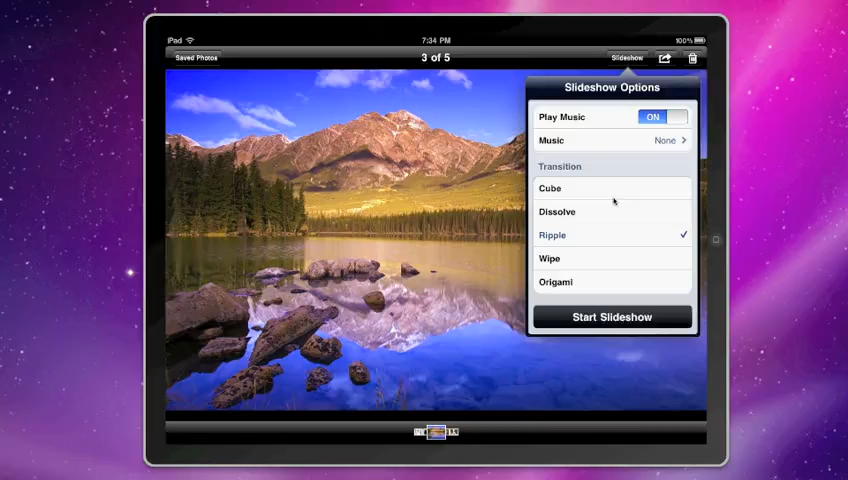 iPad
7:34 PM
100%
Saved Photos
3 of 5
Slideshow
Slideshow Options
Play Music
ON
Music
None
Transition
Cube
Dissolve
Ripple
Wipe
Origami
Start Slideshow